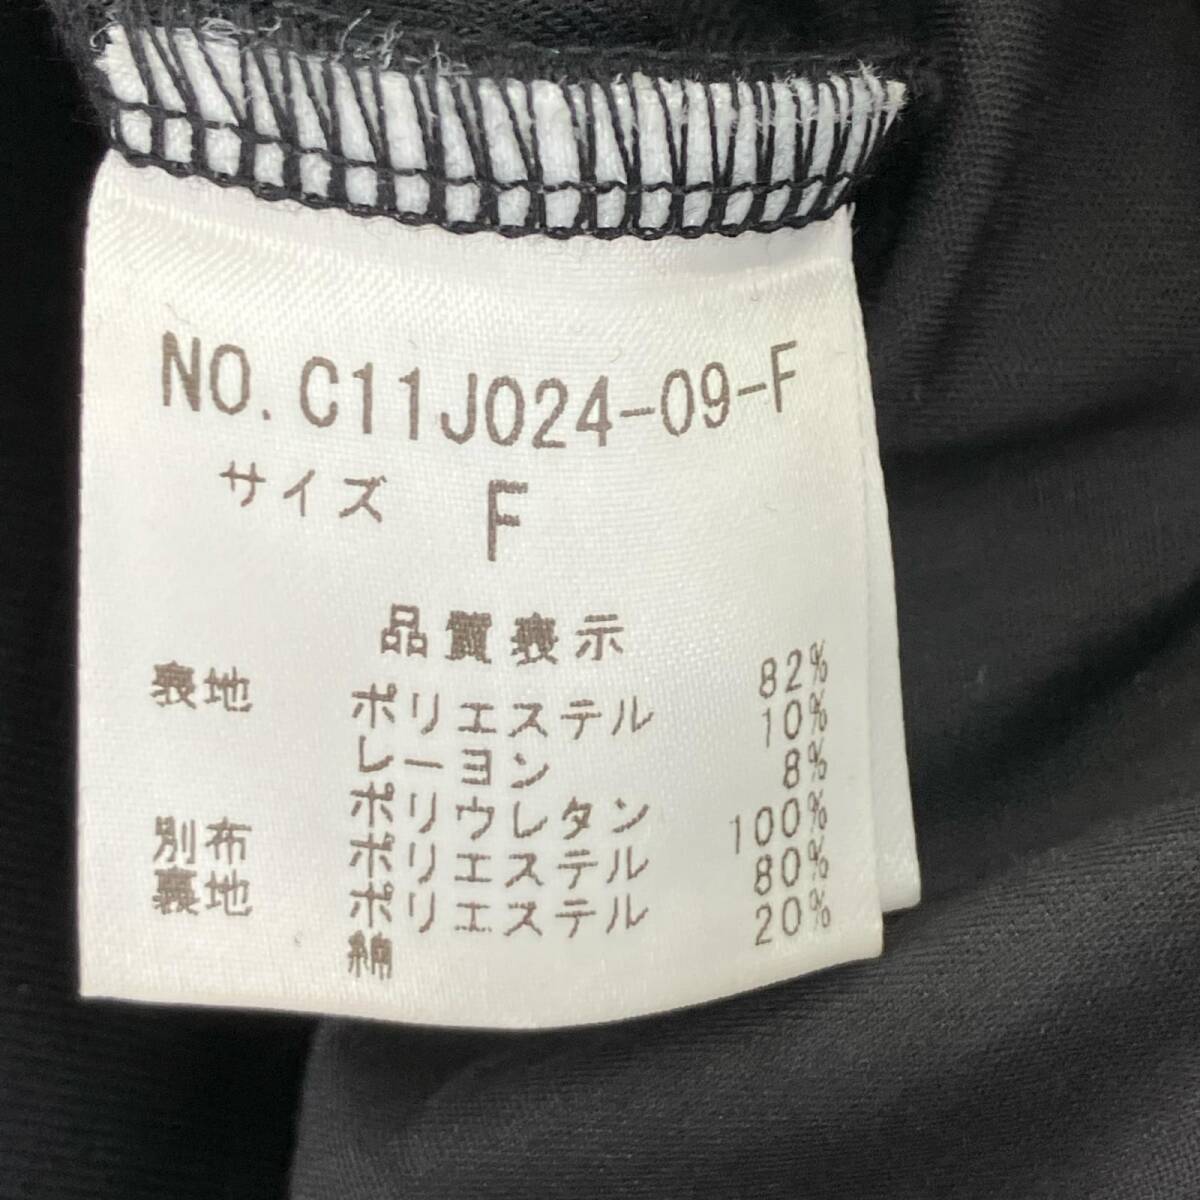 NO. C11J024-09-F
サイズ F
品質表示
表地 ポリエステル 82%
レーヨン 10%
ポリウレタン 8%
別布 ポリエステル 100%
裏地 ポリエステル 80%
綿 20%